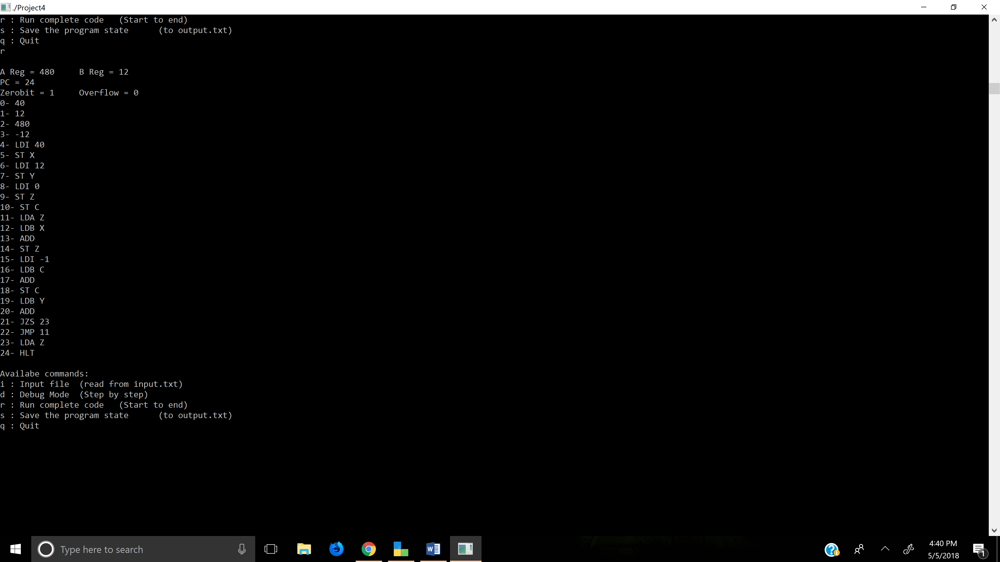 ./Project4
r : Run complete code   (Start to end)
s : Save the program state      (to output.txt)
q : Quit
r
A Reg = 480     B Reg = 12
PC = 24
Zerobit = 1     Overflow = 0
0- 40
1- 12
2- 480
3- -12
4- LDI 40
5- ST X
6- LDI 12
7- ST Y
8- LDI 0
9- ST Z
10- ST C
11- LDA Z
12- LDB X
13- ADD
14- ST Z
15- LDI -1
16- LDB C
17- ADD
18- ST C
19- LDB Y
20- ADD
21- JZS 23
22- JMP 11
23- LDA Z
24- HLT
Availabe commands:
i : Input file  (read from input.txt)
d : Debug Mode  (Step by step)
r : Run complete code   (Start to end)
s : Save the program state      (to output.txt)
q : Quit
Type here to search
4:40 PM
5/5/2018
1